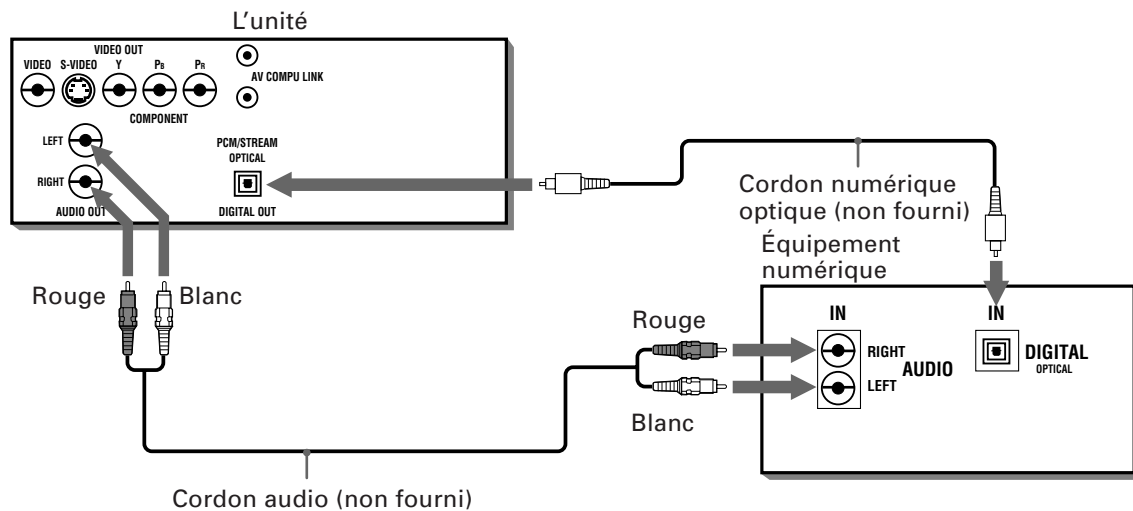 L'unité
VIDEO OUT
VIDEO S-VIDEO Y PB PR
AV COMPU LINK
COMPONENT
LEFT
PCM/STREAM
OPTICAL
RIGHT
AUDIO OUT
DIGITAL OUT
Cordon numérique
optique (non fourni)
Équipement
numérique
Rouge
Blanc
IN
IN
Rouge
RIGHT
AUDIO
LEFT
DIGITAL
OPTICAL
Blanc
Cordon audio (non fourni)